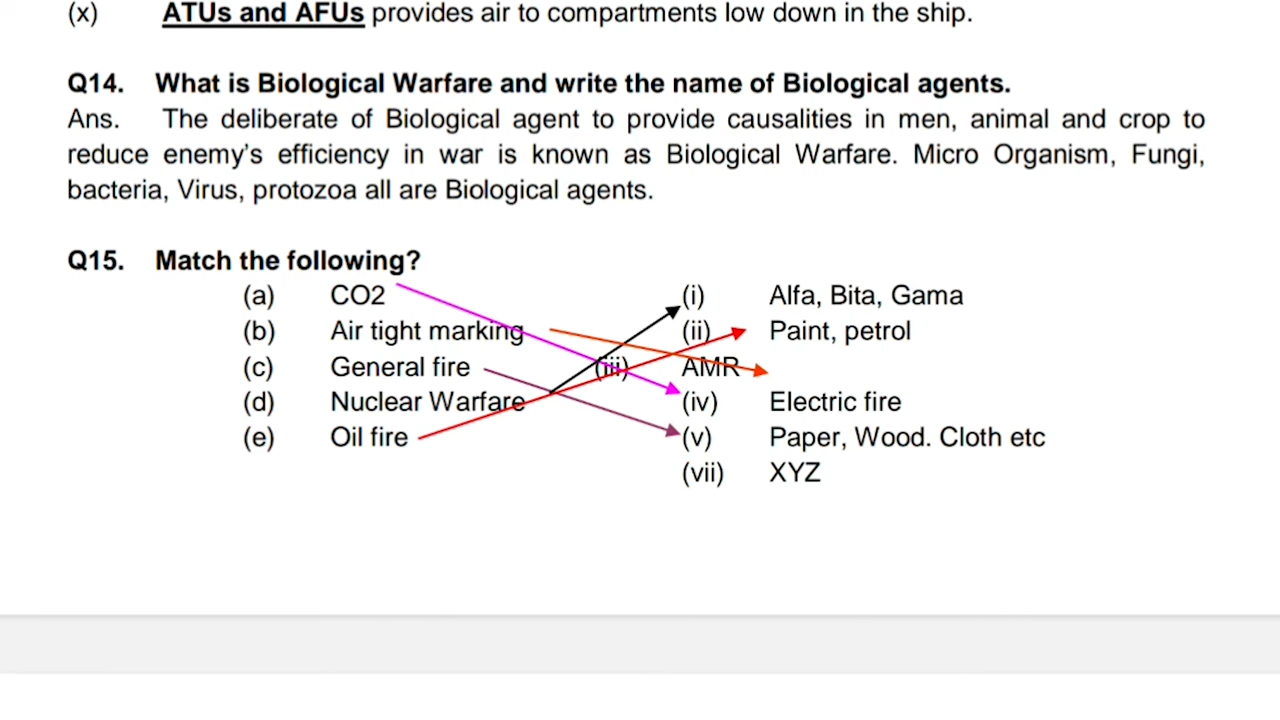 (x) ATUs and AFUs provides air to compartments low down in the ship.
Q14. What is Biological Warfare and write the name of Biological agents.
Ans. The deliberate of Biological agent to provide causalities in men, animal and crop to
reduce enemy's efficiency in war is known as Biological Warfare. Micro Organism, Fungi,
bacteria, Virus, protozoa all are Biological agents.
Q15. Match the following?
(a) CO2 (i) Alfa, Bita, Gama
(b) Air tight marking (ii) Paint, petrol
(c) General fire (iii) AMR
(d) Nuclear Warfare (iv) Electric fire
(e) Oil fire (v) Paper, Wood. Cloth etc
(vii) XYZ